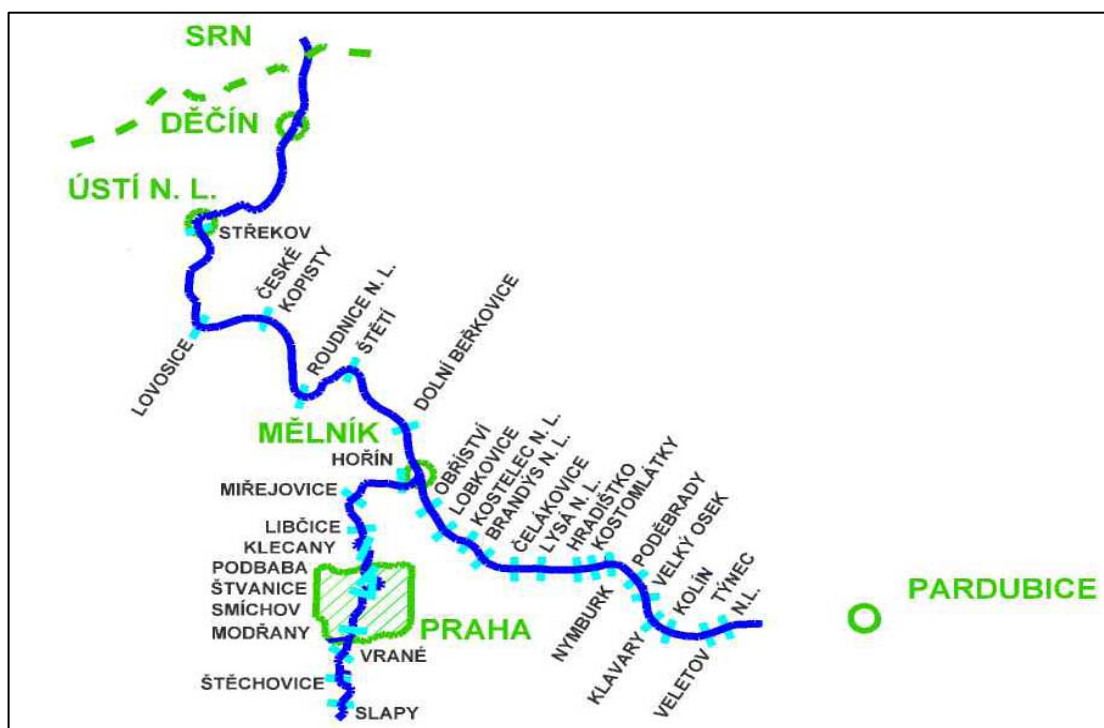 SRN
DĚČÍN
ÚSTÍ N. L.
STŘEKOV
ČESKÉ
KOPISTY
LOVOSICE
ROUDNICE N. L.
ŠTĚTÍ
DOLNÍ BEŘKOVICE
MĚLNÍK
HOŘÍN
OBŘÍSTVÍ
LOBKOVICE
KOSTELEC N. L.
BRANDÝS N. L.
ČELÁKOVICE
LYSÁ N. L.
HRADIŠTKO
KOSTOMLÁTKY
NYMBURK
PODĚBRADY
VELKÝ OSEK
KLAVARY
KOLÍN
VELETOV
TÝNEC
N.L.
PARDUBICE
MIŘEJOVICE
LIBČICE
KLECANY
PODBABA
ŠTVANICE
SMÍCHOV
MODŘANY
PRAHA
VRANÉ
ŠTĚCHOVICE
SLAPY